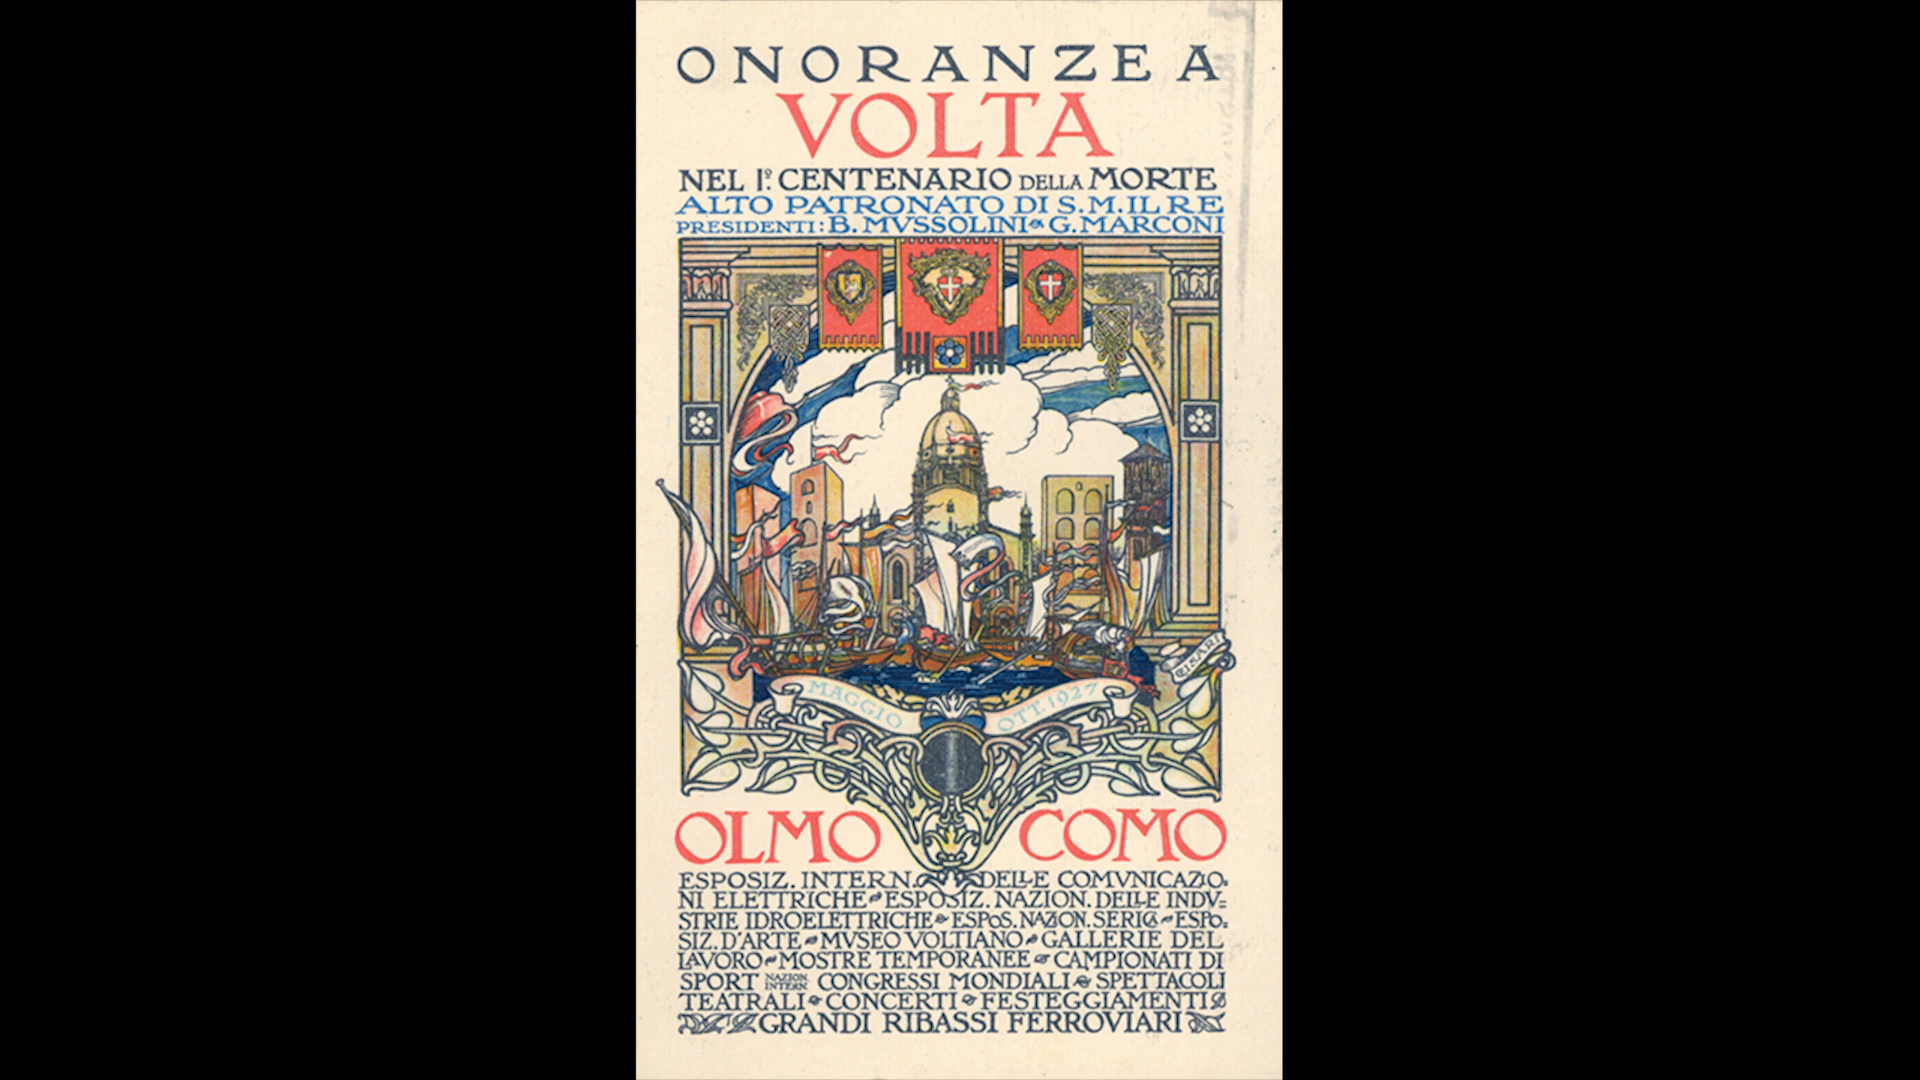 ONORANZE A
VOLTA
NEL 1º. CENTENARIO DELLA MORTE
ALTO PATRONATO DI S.M. IL RE
PRESIDENTI: B. MVSSOLINI G. MARCONI
CISARI
MAGGIO OTT. 1927
OLMO COMO
ESPOSIZ. INTERN. DELLE COMVNICAZIO=
NI ELETTRICHE ESPOSIZ. NAZION. DELLE INDV=
STRIE IDROELETTRICHE ESPOS. NAZION. SERICA ESPO=
SIZ. D'ARTE MVSEO VOLTIANO GALLERIE DEL
LAVORO MOSTRE TEMPORANEE CAMPIONATI DI
SPORT NAZION. INTERN. CONGRESSI MONDIALI SPETTACOLI
TEATRALI CONCERTI FESTEGGIAMENTI
GRANDI RIBASSI FERROVIARI